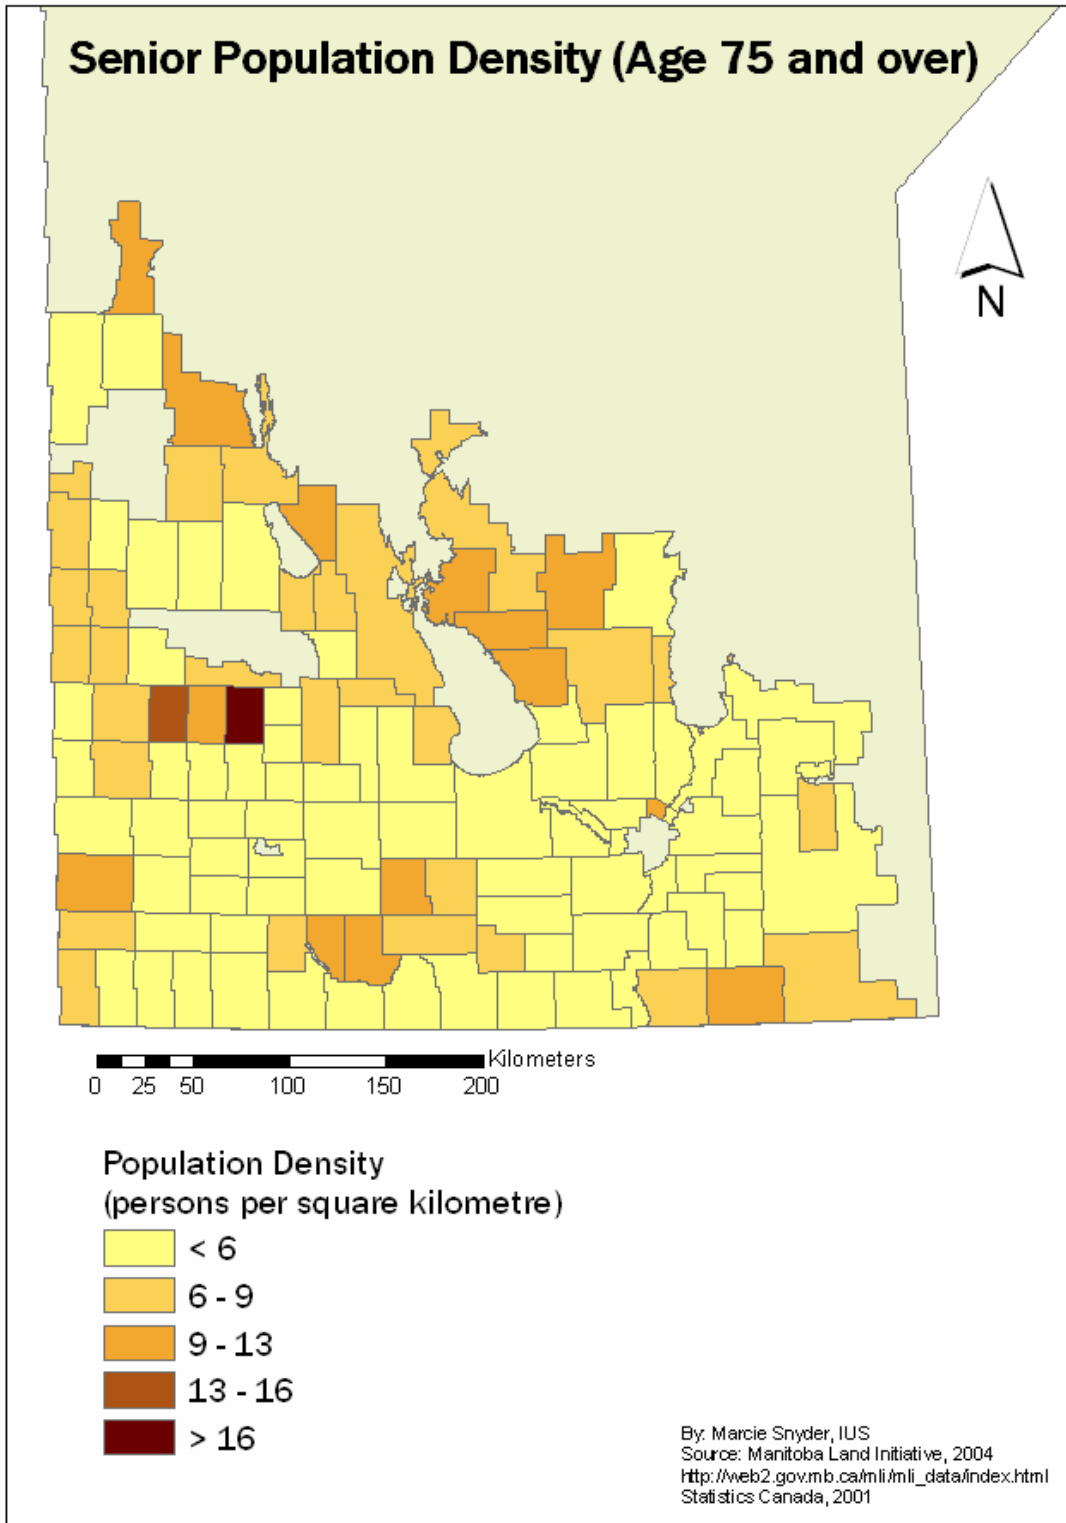 Senior Population Density (Age 75 and over)
N
Kilometers
0 25 50 100 150 200
Population Density
(persons per square kilometre)
< 6
6 - 9
9 - 13
13 - 16
> 16
By: Marcie Snyder, IUS
Source: Manitoba Land Initiative, 2004
http://web2.gov.mb.ca/mli/mli_data/index.html
Statistics Canada, 2001